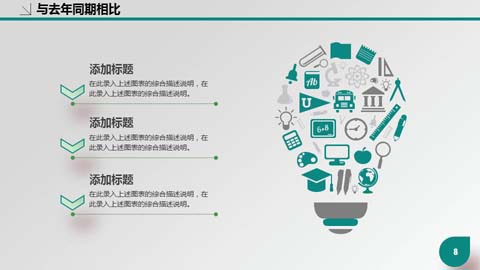 与去年同期相比
添加标题
在此录入上述图表的综合描述说明，在
此录入上述图表的综合描述说明。
添加标题
在此录入上述图表的综合描述说明，在
此录入上述图表的综合描述说明。
添加标题
在此录入上述图表的综合描述说明，在
此录入上述图表的综合描述说明。
Ab
U
6+8
8